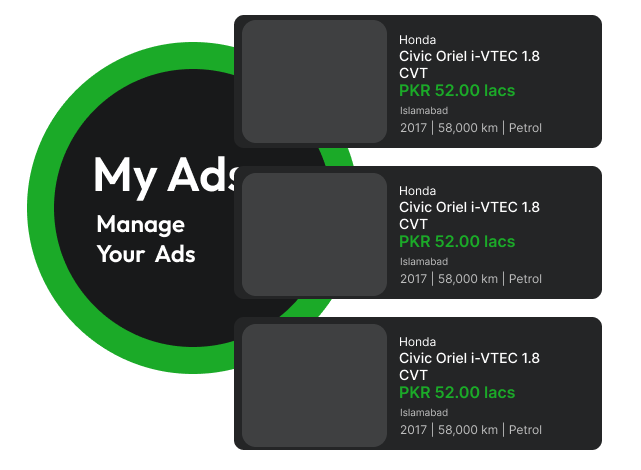 My Ads
Manage
Your Ads
Honda
Civic Oriel i-VTEC 1.8
CVT
PKR 52.00 lacs
Islamabad
2017 | 58,000 km | Petrol
Honda
Civic Oriel i-VTEC 1.8
CVT
PKR 52.00 lacs
Islamabad
2017 | 58,000 km | Petrol
Honda
Civic Oriel i-VTEC 1.8
CVT
PKR 52.00 lacs
Islamabad
2017 | 58,000 km | Petrol